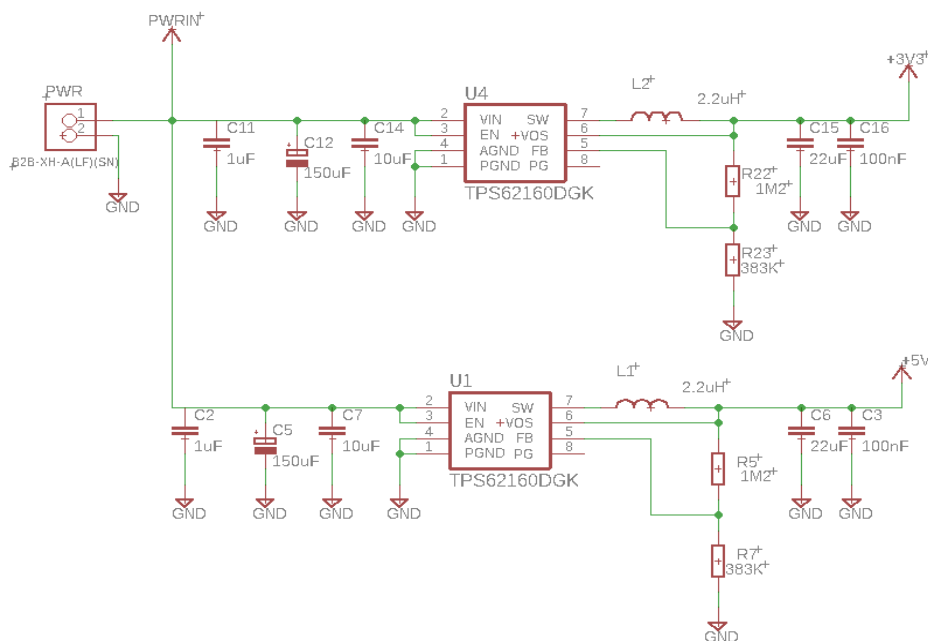 PWRIN
+3V3
PWR
1
2
B2B-XH-A(LF)(SN)
GND
C11
1uF
GND
C12
150uF
GND
C14
10uF
GND
GND
U4
2 VIN SW 7
3 EN +VOS 6
4 AGND FB 5
1 PGND PG 8
TPS62160DGK
L2
2.2uH
C15
22uF
GND
C16
100nF
GND
R22
1M2
R23
383K
GND
+5V
C2
1uF
GND
C5
150uF
GND
C7
10uF
GND
GND
U1
2 VIN SW 7
3 EN +VOS 6
4 AGND FB 5
1 PGND PG 8
TPS62160DGK
L1
2.2uH
C6
22uF
GND
C3
100nF
GND
R5
1M2
R7
383K
GND